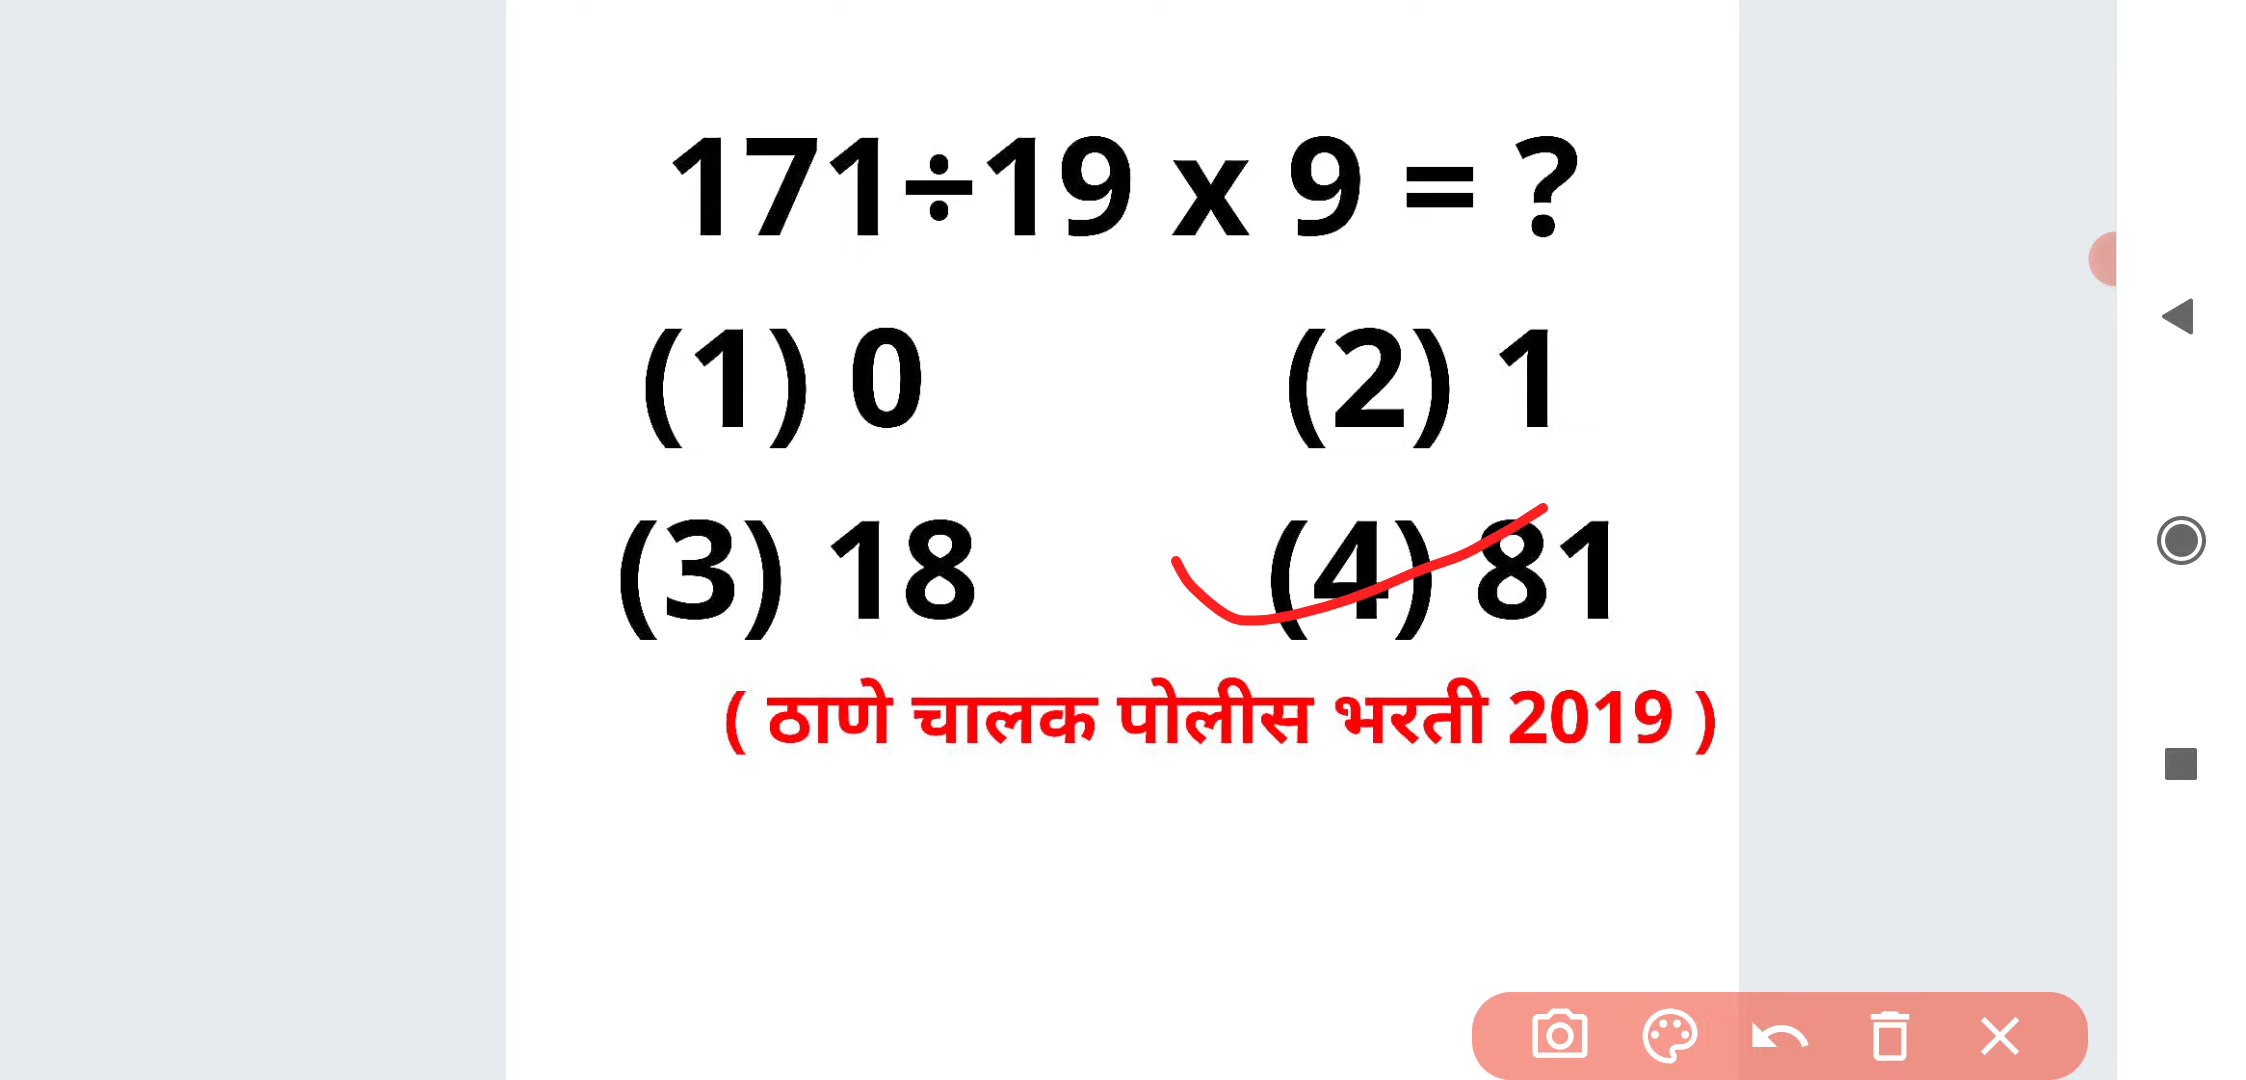 171÷19 x 9 = ?
(1) 0 (2) 1
(3) 18 (4) 81
( ठाणे चालक पोलीस भरती 2019 )